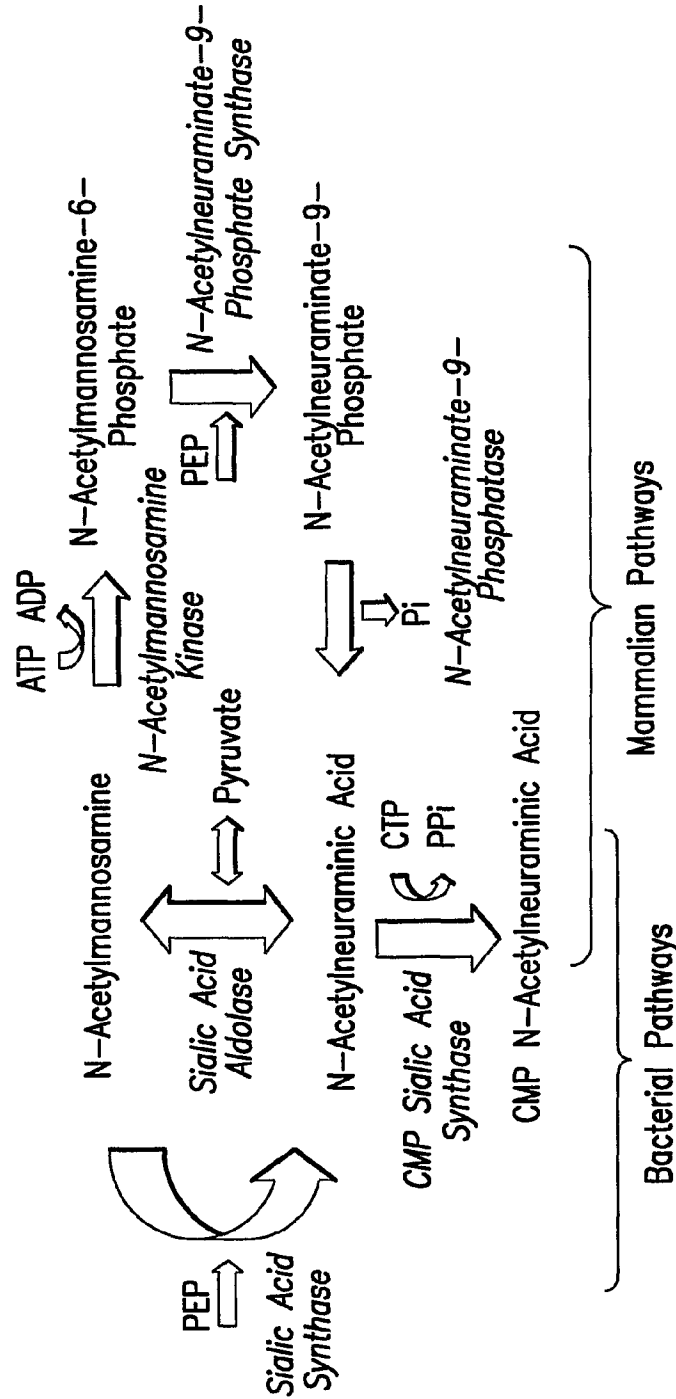 ATP ADP
N-Acetylmannosamine
N-Acetylmannosamine-6-
Phosphate
N-Acetylmannosamine
Kinase
PEP
Sialic Acid
Synthase
Sialic Acid
Aldolase
Pyruvate
PEP
N-Acetylneuraminate-9-
Phosphate Synthase
N-Acetylneuraminic Acid
N-Acetylneuraminate-9-
Phosphate
Pi
N-Acetylneuraminate-9-
Phosphatase
CMP Sialic Acid
Synthase
CTP
PPi
CMP N-Acetylneuraminic Acid
Bacterial Pathways
Mammalian Pathways